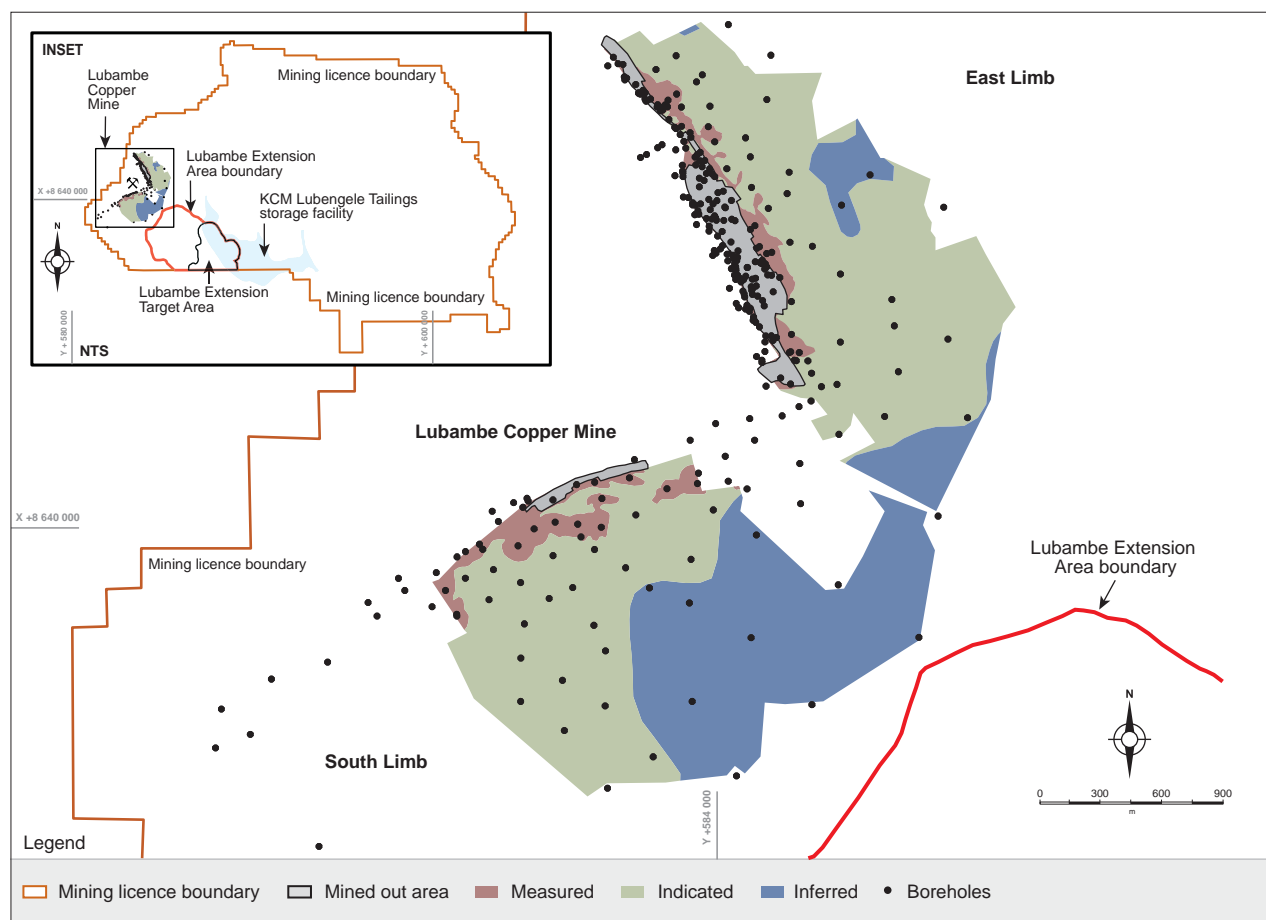 INSET
Lubambe
Copper
Mine
Mining licence boundary
Lubambe Extension
Area boundary
X +8 640 000
KCM Lubengele Tailings
storage facility
N
Lubambe Extension
Target Area
Mining licence boundary
Y + 580 000
Y + 600 000
NTS
East Limb
Lubambe Copper Mine
X +8 640 000
Mining licence boundary
Lubambe Extension
Area boundary
South Limb
N
Y +584 000
0 300 600 900
m
Legend
Mining licence boundary Mined out area Measured Indicated Inferred Boreholes